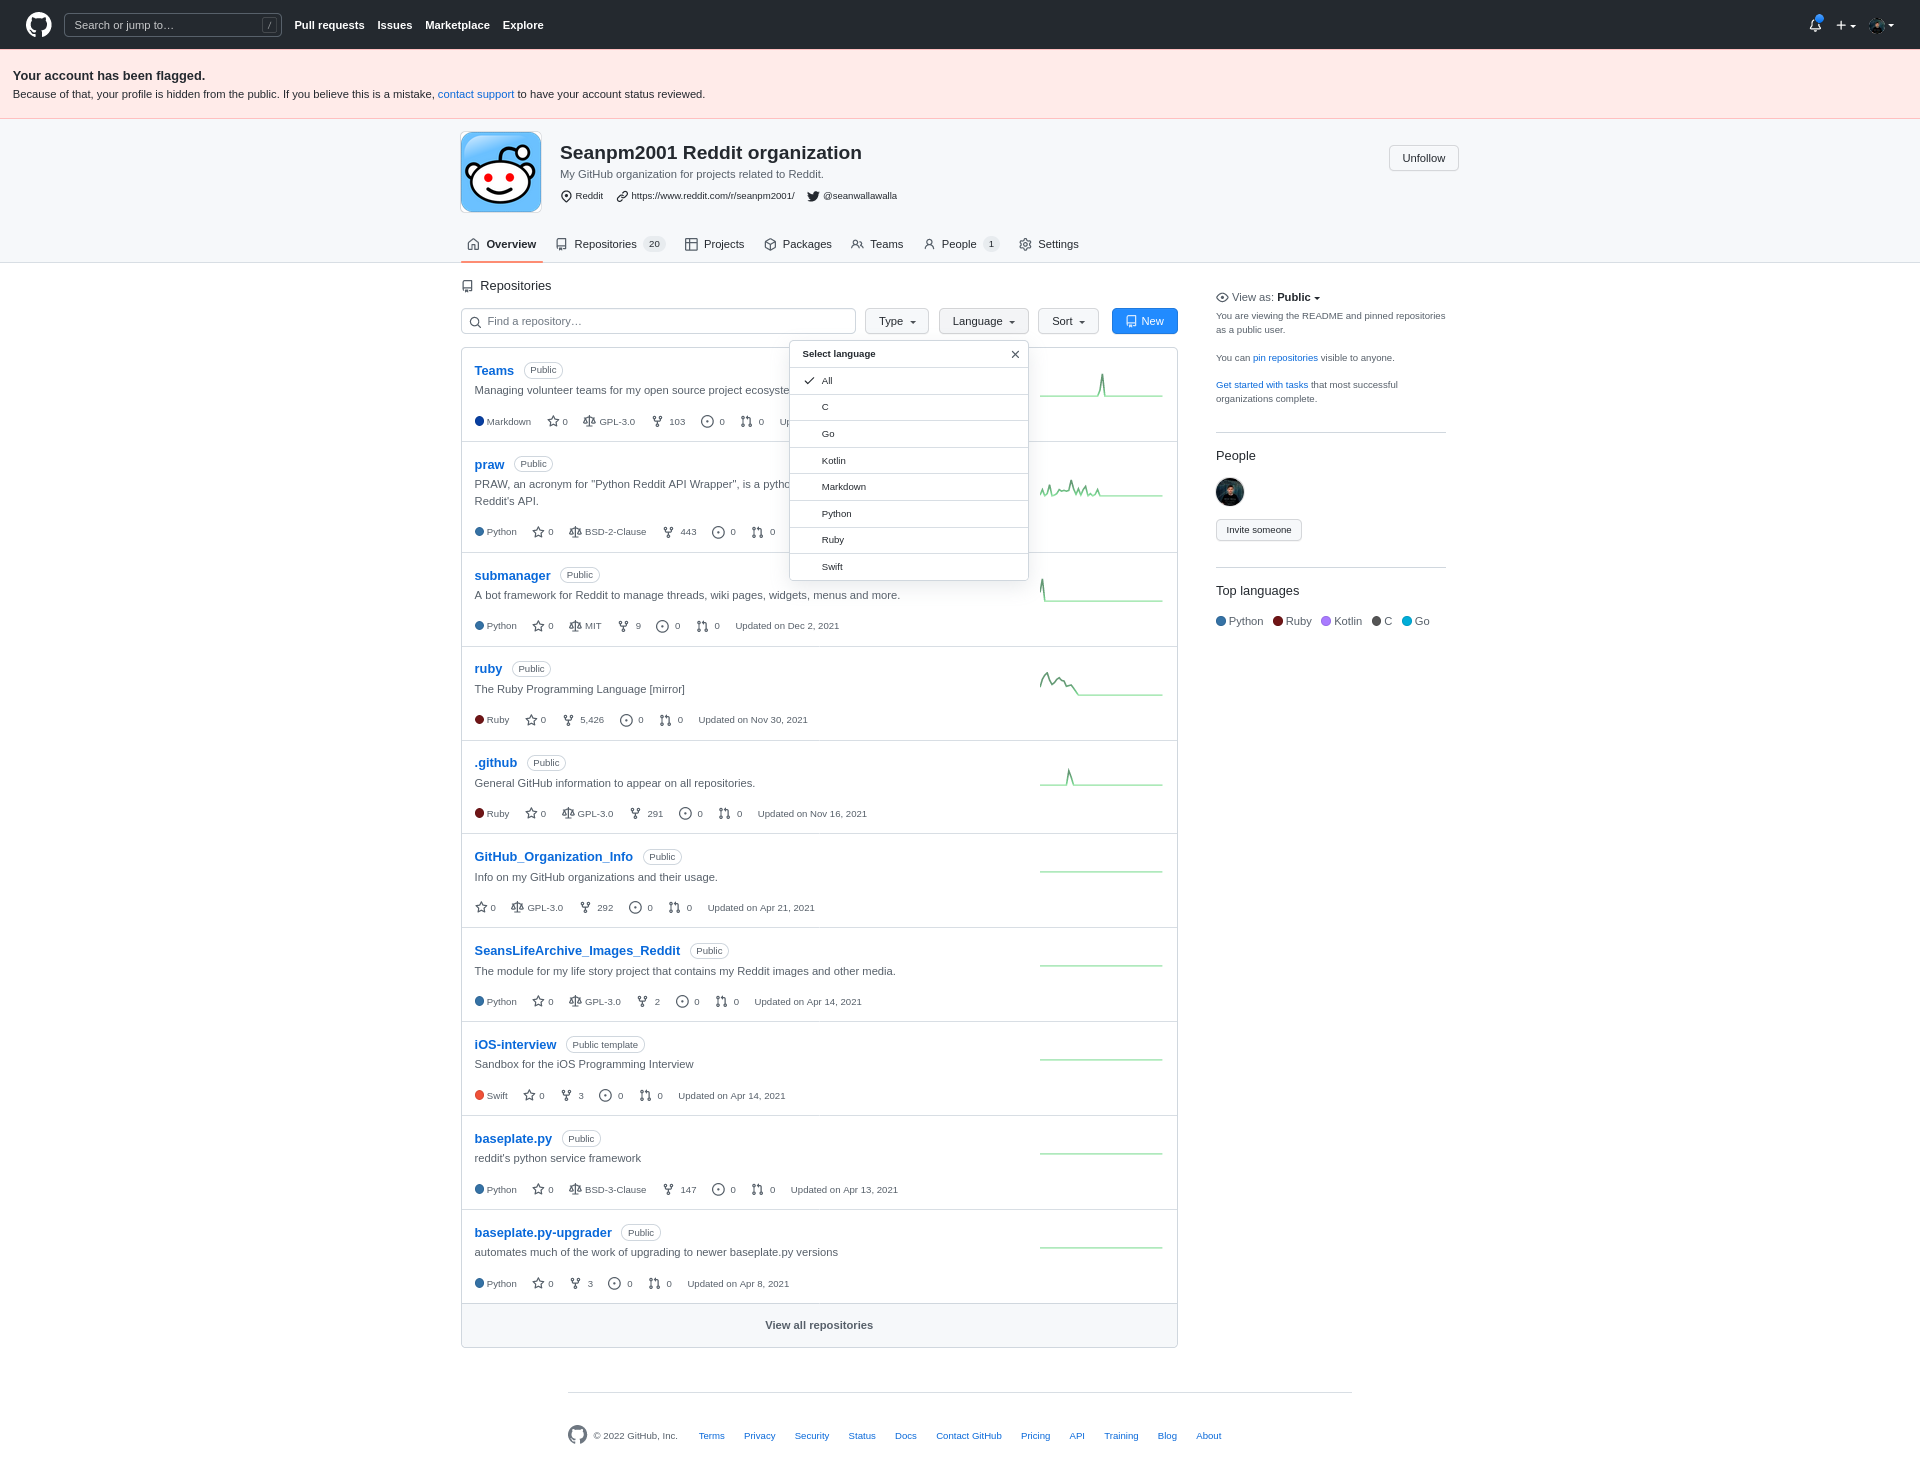 Search or jump to… /
Pull requests Issues Marketplace Explore
Your account has been flagged.
Because of that, your profile is hidden from the public. If you believe this is a mistake, contact support to have your account status reviewed.
Seanpm2001 Reddit organization
My GitHub organization for projects related to Reddit.
Reddit https://www.reddit.com/r/seanpm2001/ @seanwallawalla
Unfollow
Overview Repositories 20 Projects Packages Teams People 1 Settings
Repositories
Find a repository… Type Language Sort New
Select language
All
C
Go
Kotlin
Markdown
Python
Ruby
Swift
Teams Public
Managing volunteer teams for my open source project ecosyste
Markdown 0 GPL-3.0 103 0 0
praw Public
PRAW, an acronym for "Python Reddit API Wrapper", is a pytho
Reddit's API.
Python 0 BSD-2-Clause 443 0 0
submanager Public
A bot framework for Reddit to manage threads, wiki pages, widgets, menus and more.
Python 0 MIT 9 0 0 Updated on Dec 2, 2021
ruby Public
The Ruby Programming Language [mirror]
Ruby 0 5,426 0 0 Updated on Nov 30, 2021
.github Public
General GitHub information to appear on all repositories.
Ruby 0 GPL-3.0 291 0 0 Updated on Nov 16, 2021
GitHub_Organization_Info Public
Info on my GitHub organizations and their usage.
0 GPL-3.0 292 0 0 Updated on Apr 21, 2021
SeansLifeArchive_Images_Reddit Public
The module for my life story project that contains my Reddit images and other media.
Python 0 GPL-3.0 2 0 0 Updated on Apr 14, 2021
iOS-interview Public template
Sandbox for the iOS Programming Interview
Swift 0 3 0 0 Updated on Apr 14, 2021
baseplate.py Public
reddit's python service framework
Python 0 BSD-3-Clause 147 0 0 Updated on Apr 13, 2021
baseplate.py-upgrader Public
automates much of the work of upgrading to newer baseplate.py versions
Python 0 3 0 0 Updated on Apr 8, 2021
View all repositories
View as: Public
You are viewing the README and pinned repositories
as a public user.
You can pin repositories visible to anyone.
Get started with tasks that most successful
organizations complete.
People
Invite someone
Top languages
Python Ruby Kotlin C Go
© 2022 GitHub, Inc. Terms Privacy Security Status Docs Contact GitHub Pricing API Training Blog About